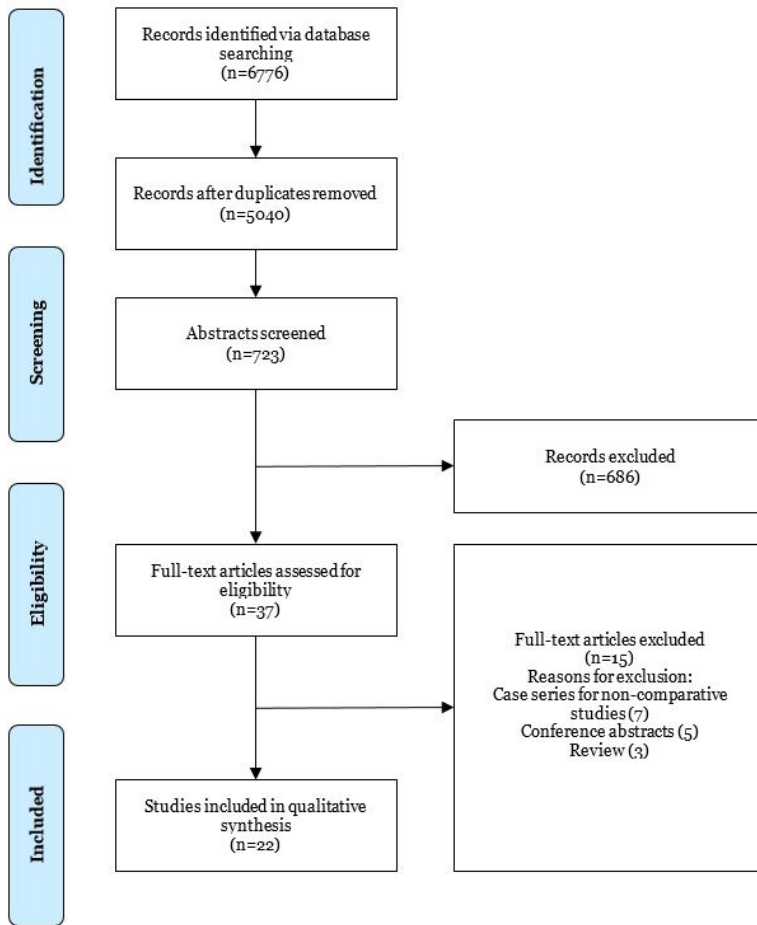 Identification
Records identified via database
searching
(n=6776)
Records after duplicates removed
(n=5040)
Screening
Abstracts screened
(n=723)
Records excluded
(n=686)
Eligibility
Full-text articles assessed for
eligibility
(n=37)
Full-text articles excluded
(n=15)
Reasons for exclusion:
Case series for non-comparative
studies (7)
Conference abstracts (5)
Review (3)
Included
Studies included in qualitative
synthesis
(n=22)